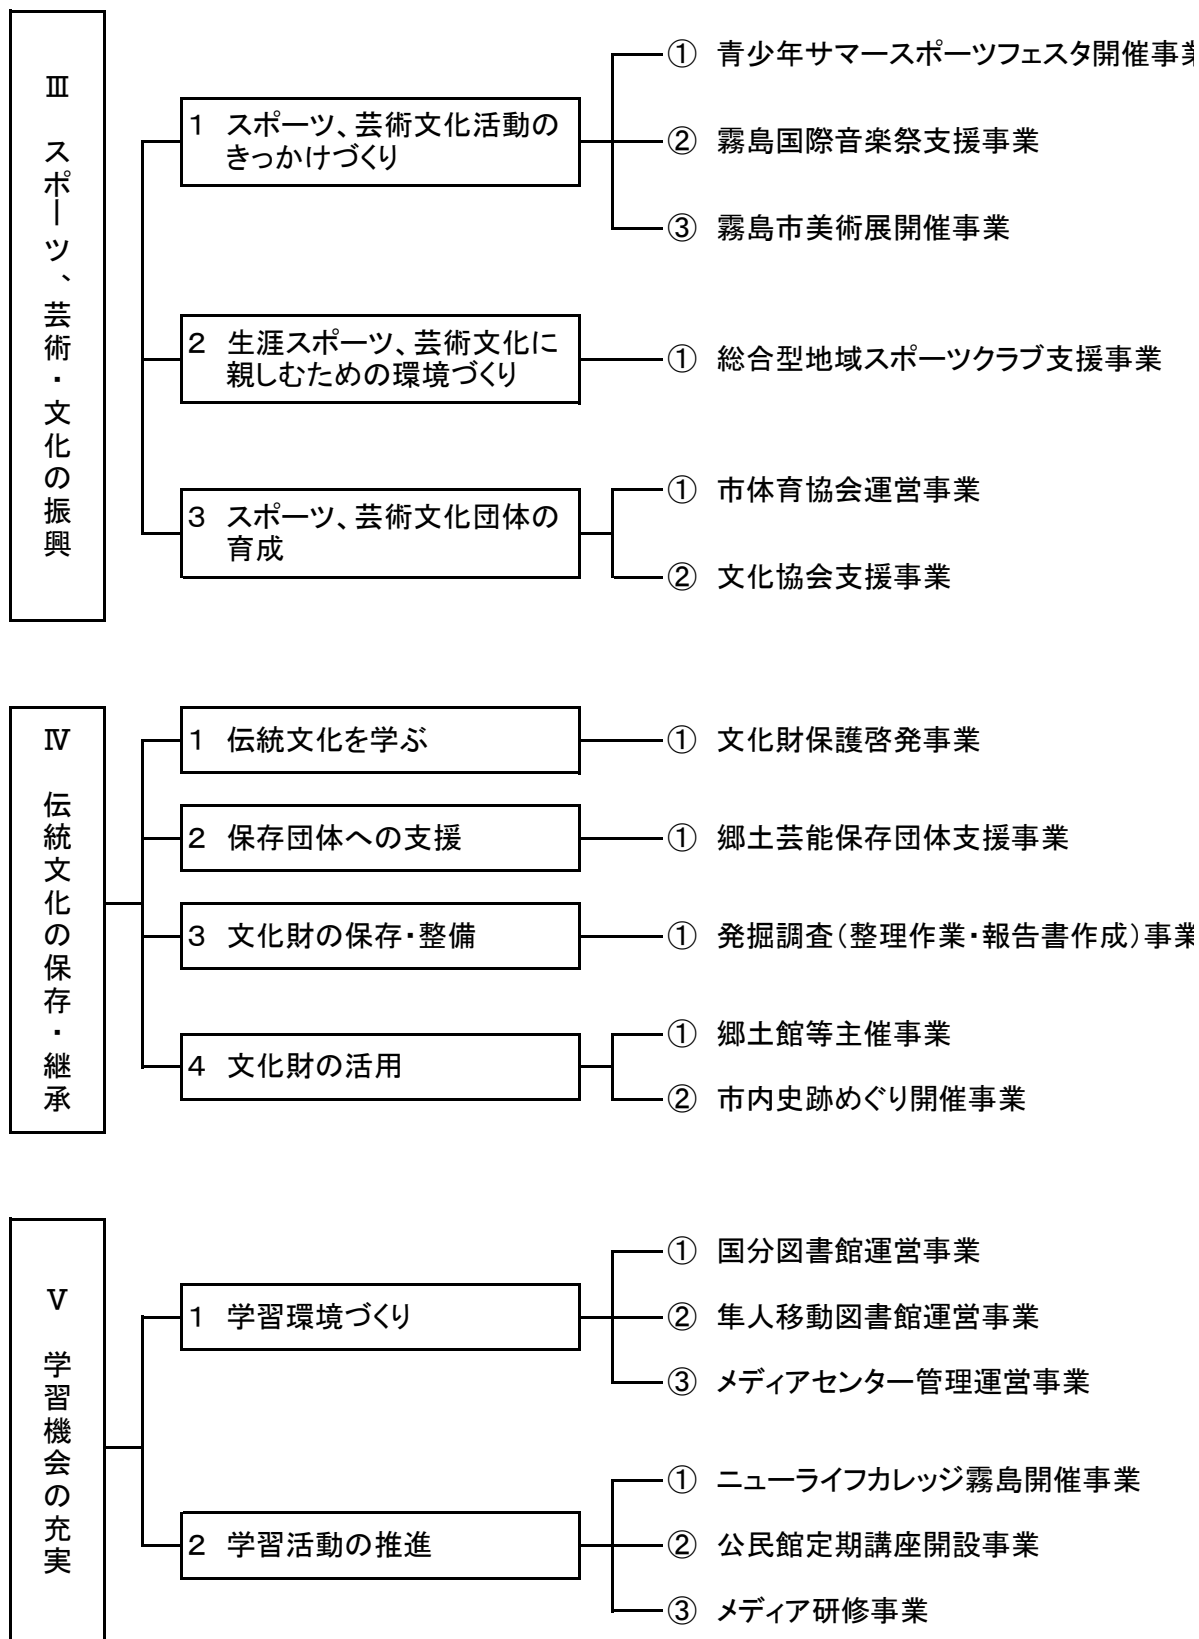 Ⅲ スポーツ、芸術・文化の振興
1 スポーツ、芸術文化活動の
きっかけづくり
① 青少年サマースポーツフェスタ開催事業
② 霧島国際音楽祭支援事業
③ 霧島市美術展開催事業
2 生涯スポーツ、芸術文化に
親しむための環境づくり
① 総合型地域スポーツクラブ支援事業
3 スポーツ、芸術文化団体の
育成
① 市体育協会運営事業
② 文化協会支援事業
Ⅳ 伝統文化の保存・継承
1 伝統文化を学ぶ
① 文化財保護啓発事業
2 保存団体への支援
① 郷土芸能保存団体支援事業
3 文化財の保存・整備
① 発掘調査(整理作業・報告書作成)事業
4 文化財の活用
① 郷土館等主催事業
② 市内史跡めぐり開催事業
Ⅴ 学習機会の充実
1 学習環境づくり
① 国分図書館運営事業
② 隼人移動図書館運営事業
③ メディアセンター管理運営事業
2 学習活動の推進
① ニューライフカレッジ霧島開催事業
② 公民館定期講座開設事業
③ メディア研修事業